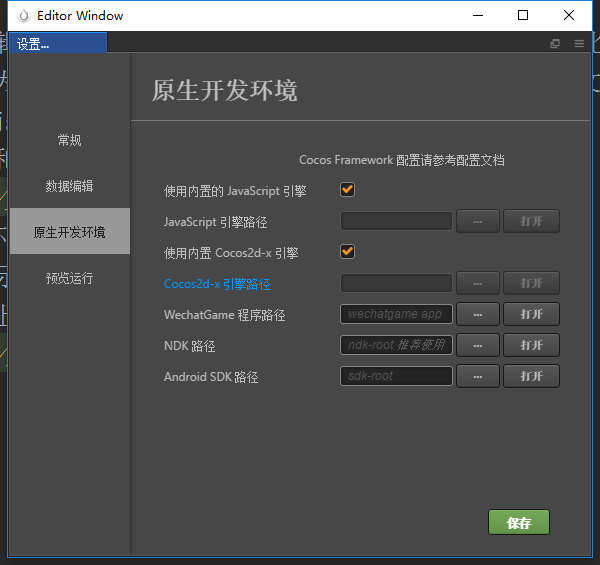 Editor Window
设置...
原生开发环境
常规
数据编辑
原生开发环境
预览运行
Cocos Framework 配置请参考配置文档
使用内置的 JavaScript 引擎
JavaScript 引擎路径 ... 打开
使用内置 Cocos2d-x 引擎
Cocos2d-x 引擎路径 ... 打开
WechatGame 程序路径 wechatgame app ... 打开
NDK 路径 ndk-root 推荐使用 ... 打开
Android SDK 路径 sdk-root ... 打开
保存